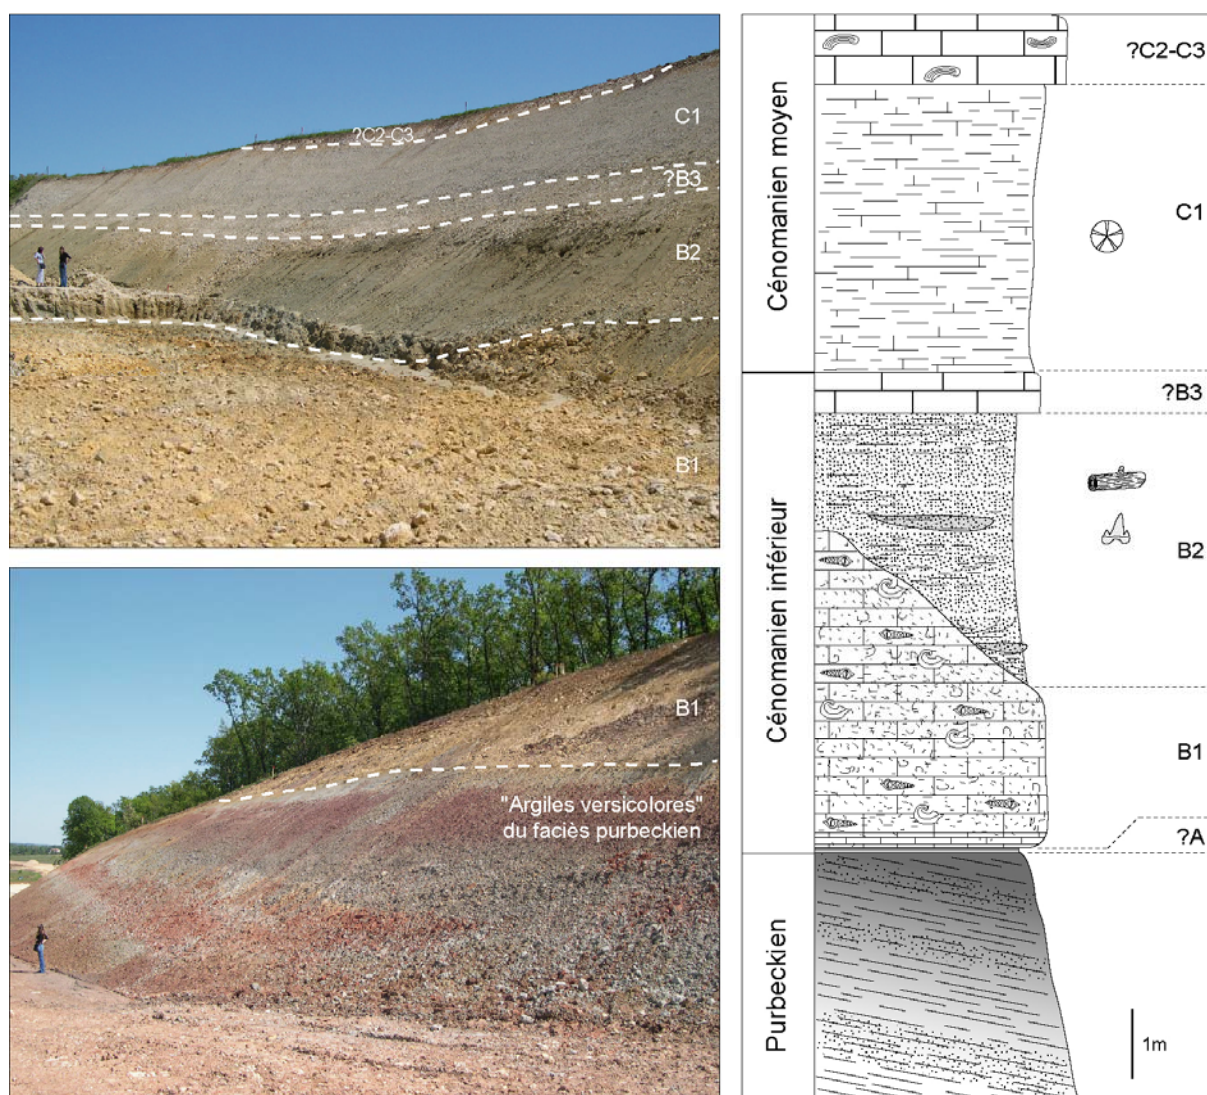 ?C2-C3
C1
?B3
B2
B1
B1
"Argiles versicolores"
du faciès purbeckien
Cénomanien moyen
Cénomanien inférieur
Purbeckien
?C2-C3
C1
?B3
B2
B1
?A
1m